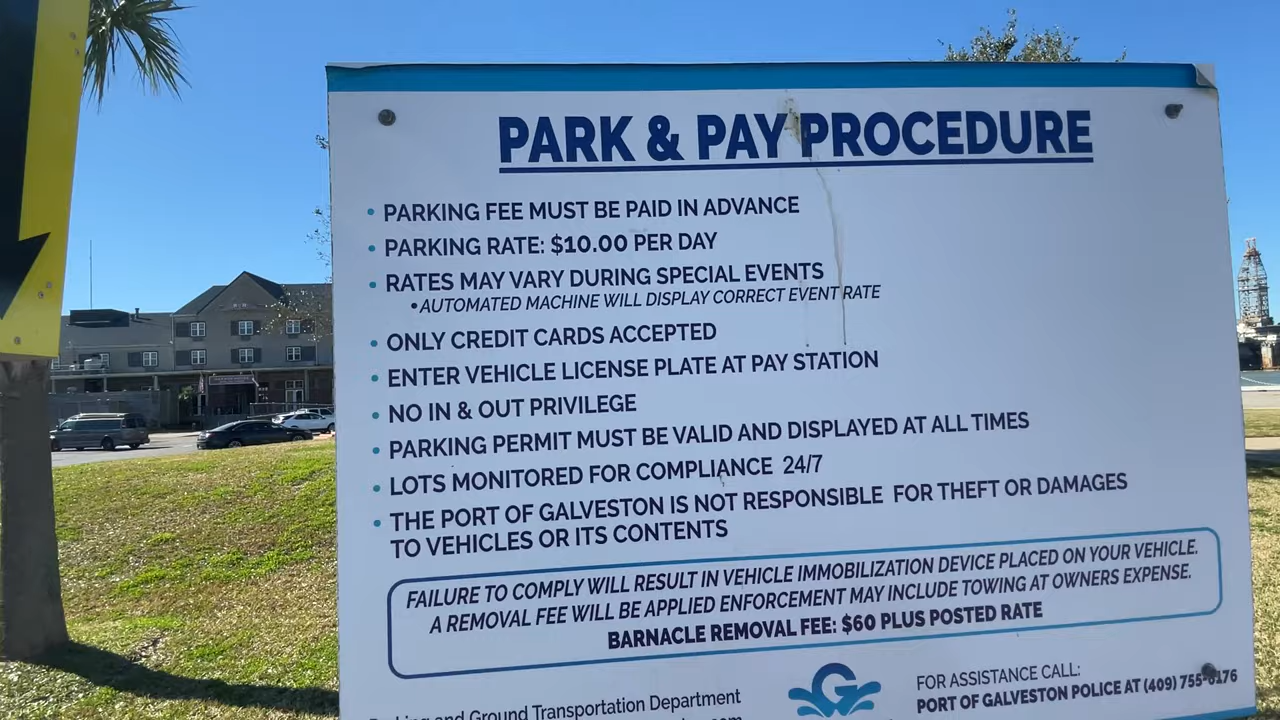 PARK & PAY PROCEDURE
• PARKING FEE MUST BE PAID IN ADVANCE
• PARKING RATE: $10.00 PER DAY
• RATES MAY VARY DURING SPECIAL EVENTS
• AUTOMATED MACHINE WILL DISPLAY CORRECT EVENT RATE
• ONLY CREDIT CARDS ACCEPTED
• ENTER VEHICLE LICENSE PLATE AT PAY STATION
• NO IN & OUT PRIVILEGE
• PARKING PERMIT MUST BE VALID AND DISPLAYED AT ALL TIMES
• LOTS MONITORED FOR COMPLIANCE 24/7
• THE PORT OF GALVESTON IS NOT RESPONSIBLE FOR THEFT OR DAMAGES
TO VEHICLES OR ITS CONTENTS
FAILURE TO COMPLY WILL RESULT IN VEHICLE IMMOBILIZATION DEVICE PLACED ON YOUR VEHICLE.
A REMOVAL FEE WILL BE APPLIED ENFORCEMENT MAY INCLUDE TOWING AT OWNERS EXPENSE.
BARNACLE REMOVAL FEE: $60 PLUS POSTED RATE
and Ground Transportation Department
G
FOR ASSISTANCE CALL:
PORT OF GALVESTON POLICE AT (409)